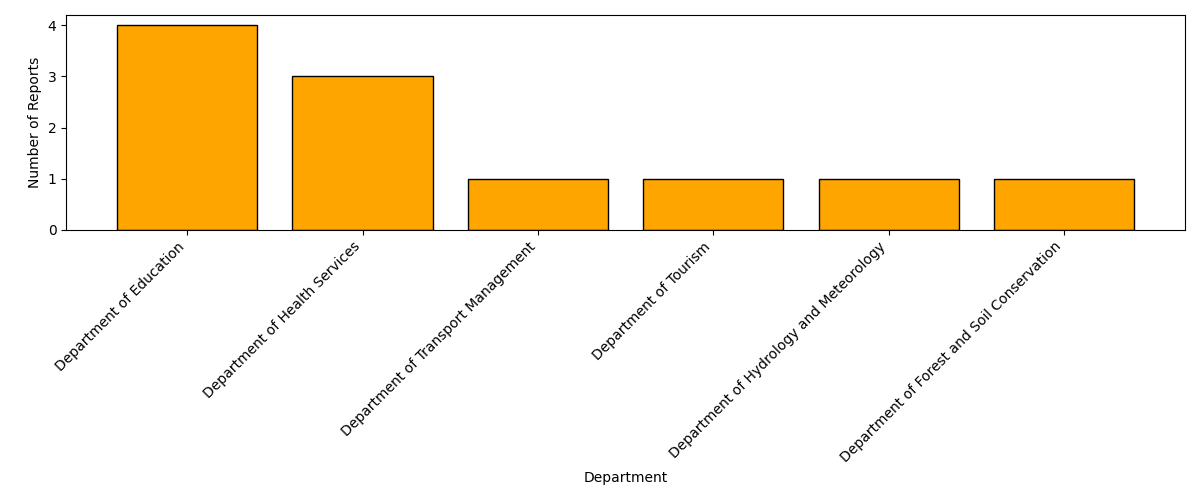 Number of Reports
4
3
2
1
0
Department of Education
Department of Health Services
Department of Transport Management
Department of Tourism
Department of Hydrology and Meteorology
Department of Forest and Soil Conservation
Department